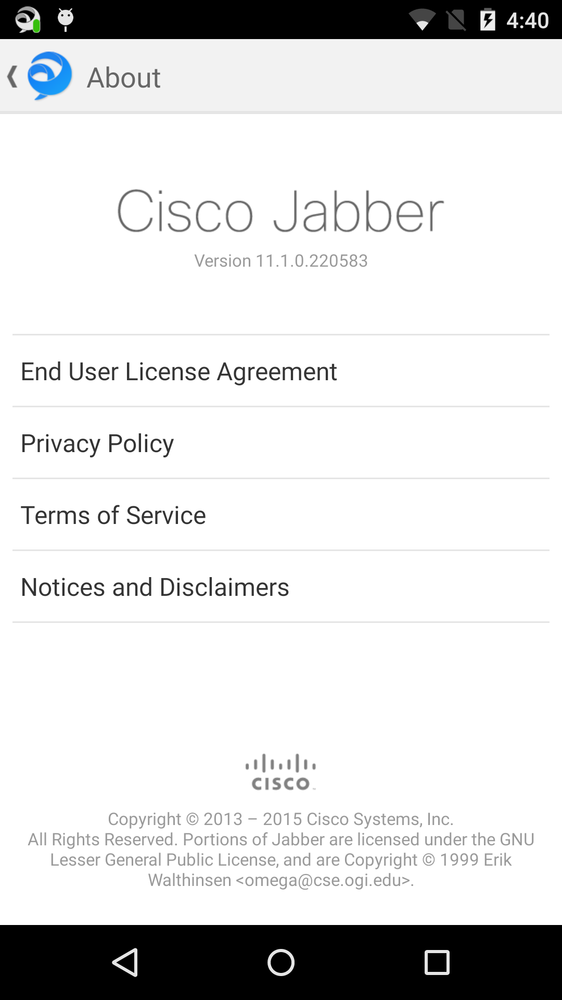 4:40
About
Cisco Jabber
Version 11.1.0.220583
End User License Agreement
Privacy Policy
Terms of Service
Notices and Disclaimers
CISCO™
Copyright © 2013 – 2015 Cisco Systems, Inc.
All Rights Reserved. Portions of Jabber are licensed under the GNU
Lesser General Public License, and are Copyright © 1999 Erik
Walthinsen <omega@cse.ogi.edu>.